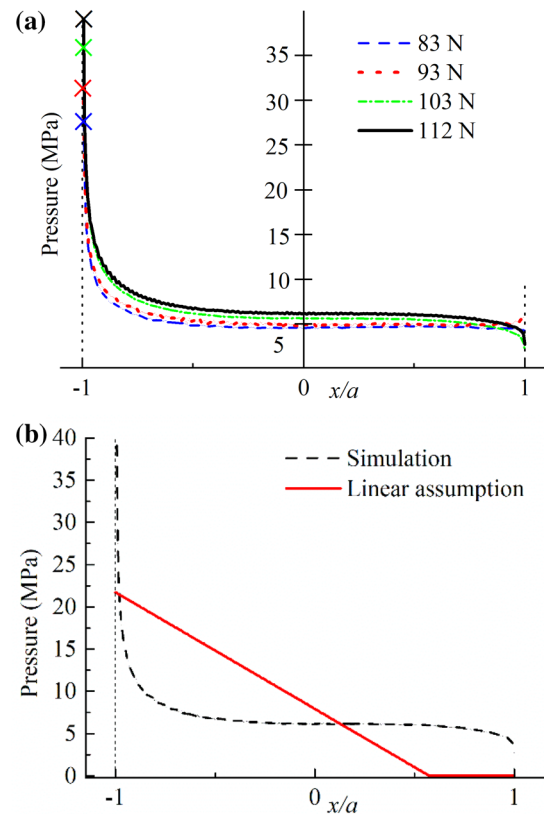 (a)
Pressure (MPa)
35
30
25
20
15
10
5
83 N
93 N
103 N
112 N
-1
0
x/a
1
(b)
Pressure (MPa)
40
35
30
25
20
15
10
5
0
Simulation
Linear assumption
-1
0
x/a
1